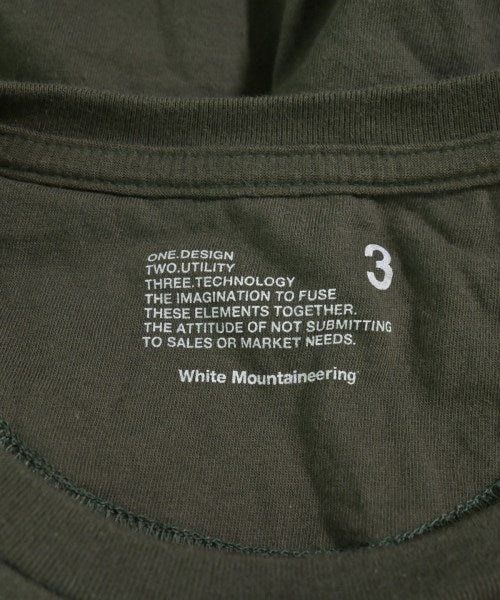 ONE.DESIGN
TWO.UTILITY
THREE.TECHNOLOGY
THE IMAGINATION TO FUSE
THESE ELEMENTS TOGETHER.
THE ATTITUDE OF NOT SUBMITTING
TO SALES OR MARKET NEEDS.
3
White Mountaineering